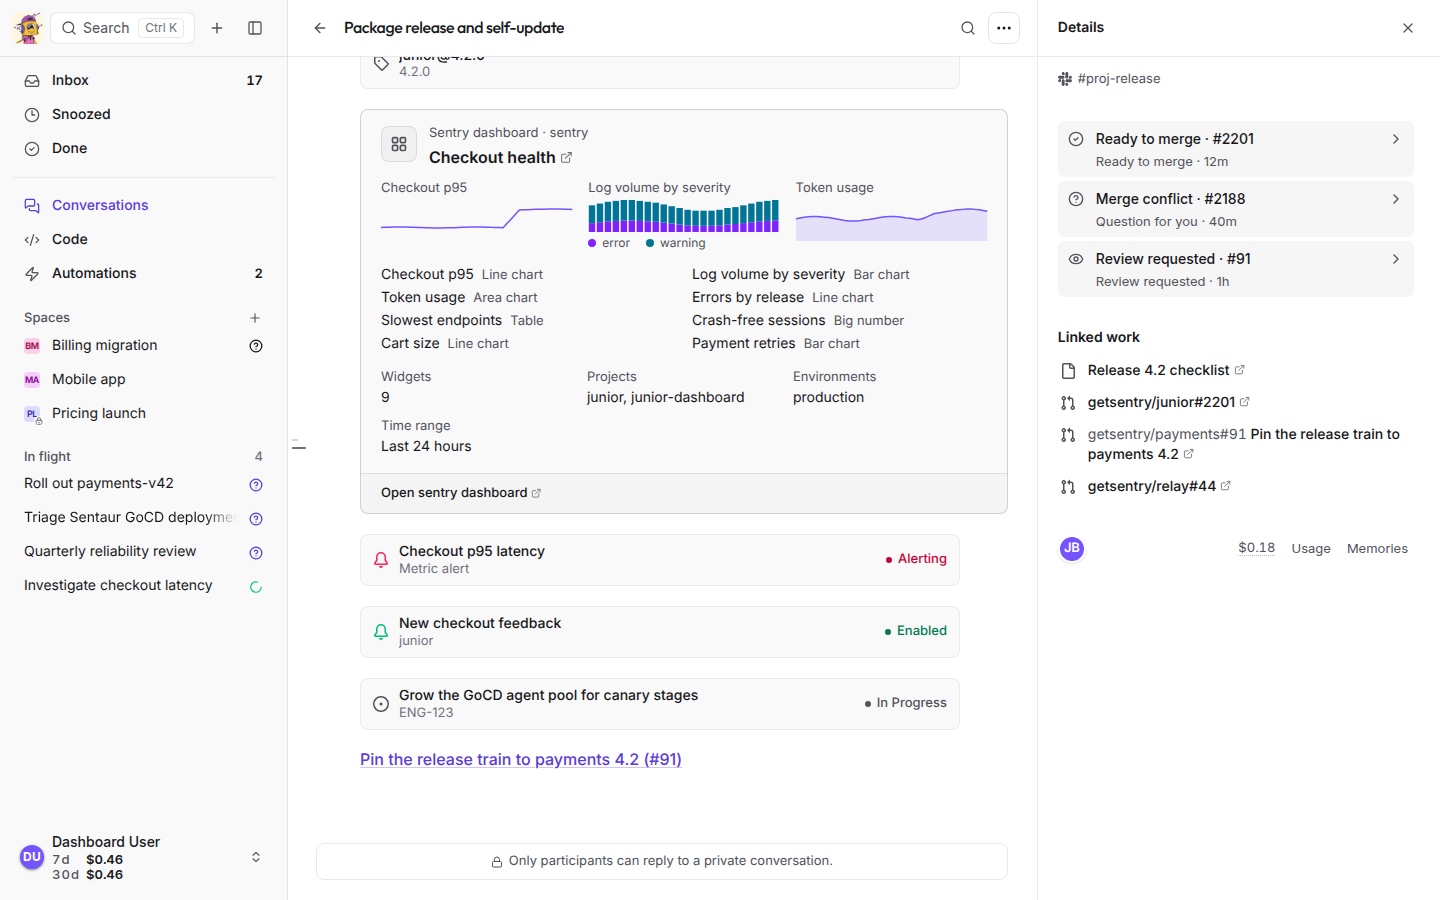 Search Ctrl K
Inbox 17
Snoozed
Done
Conversations
Code
Automations 2
Spaces
BM Billing migration
MA Mobile app
PL Pricing launch
In flight 4
Roll out payments-v42
Triage Sentaur GoCD deployme
Quarterly reliability review
Investigate checkout latency
DU Dashboard User
7d $0.46
30d $0.46
Package release and self-update
junior@4.2.0
4.2.0
Sentry dashboard · sentry
Checkout health
Checkout p95
Log volume by severity
error warning
Token usage
Checkout p95 Line chart
Log volume by severity Bar chart
Token usage Area chart
Errors by release Line chart
Slowest endpoints Table
Crash-free sessions Big number
Cart size Line chart
Payment retries Bar chart
Widgets
9
Projects
junior, junior-dashboard
Environments
production
Time range
Last 24 hours
Open sentry dashboard
Checkout p95 latency
Metric alert
Alerting
New checkout feedback
junior
Enabled
Grow the GoCD agent pool for canary stages
ENG-123
In Progress
Pin the release train to payments 4.2 (#91)
Only participants can reply to a private conversation.
Details
#proj-release
Ready to merge · #2201
Ready to merge · 12m
Merge conflict · #2188
Question for you · 40m
Review requested · #91
Review requested · 1h
Linked work
Release 4.2 checklist
getsentry/junior#2201
getsentry/payments#91 Pin the release train to
payments 4.2
getsentry/relay#44
JB $0.18 Usage Memories